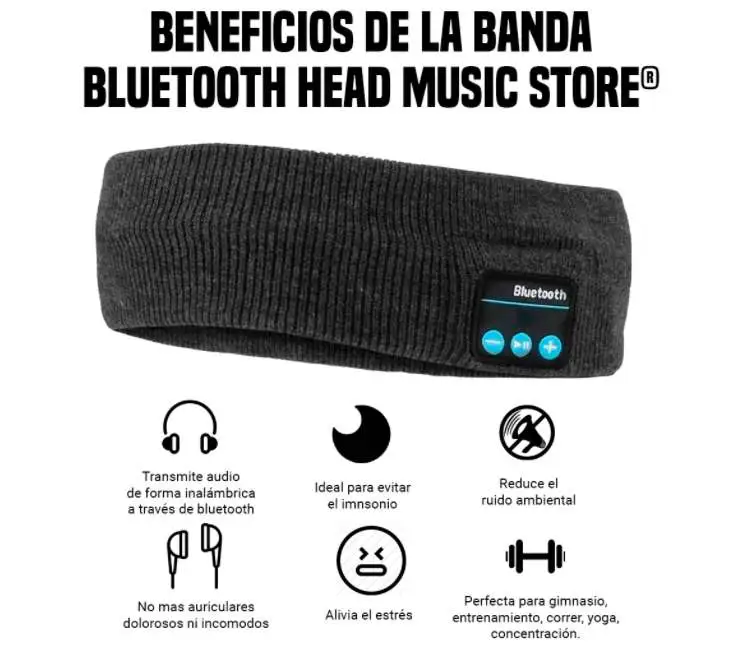 BENEFICIOS DE LA BANDA
BLUETOOTH HEAD MUSIC STORE®
Bluetooth
Transmite audio
de forma inalámbrica
a través de bluetooth
Ideal para evitar
el imnsonio
Reduce el
ruido ambiental
No mas auriculares
dolorosos ni incomodos
Alivia el estrés
Perfecta para gimnasio,
entrenamiento, correr, yoga,
concentración.